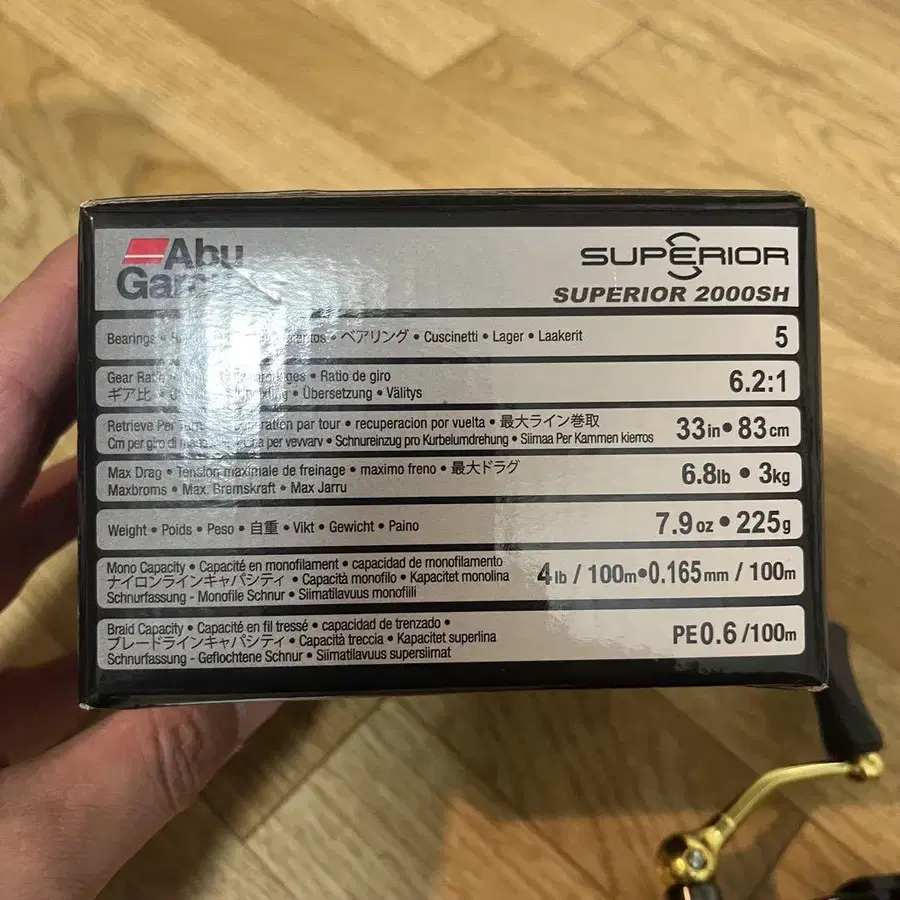 Abu
Gar
SUPERIOR
SUPERIOR 2000SH
Bearings • • ベアリング • Cuscinetti • Lager • Laakerit
5
Gear • Ratio de giro
ギア比 • • Übersetzung • Välitys
6.2:1
Retrieve Per par tour • recuperacion por vuelta • 最大ライン巻取
Cm per giro di per vevvarv • Schnureinzug pro Kurbelumdrehung • Siimaa Per Kammen kierros
33in • 83cm
Max Drag • Tension maximale de freinage • maximo freno • 最大ドラグ
Maxbroms • Max. Bremskraft • Max Jarru
6.8lb • 3kg
Weight • Poids • Peso • 自重 • Vikt • Gewicht • Paino
7.9oz • 225g
Mono Capacity • Capacité en monofilament • capacidad de monofilamento
ナイロンラインキャパシティ • Capacità monofilo • Kapacitet monolina
Schnurfassung - Monofile Schnur • Siimatilavuus monofiili
4lb / 100m•0.165mm / 100m
Braid Capacity • Capacité en fil tressé • capacidad de trenzado •
ブレードラインキャパシティ • Capacità treccia • Kapacitet superlina
Schnurfassung - Geflochtene Schnur • Siimatilavuus supersiimat
PE0.6/100m